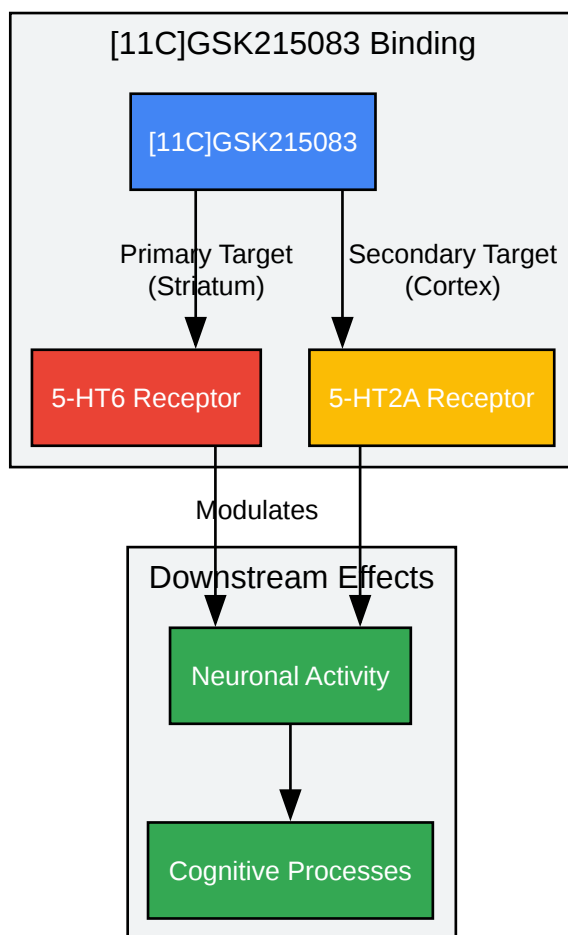 [11C]GSK215083 Binding
[11C]GSK215083
Primary Target
(Striatum)
Secondary Target
(Cortex)
5-HT6 Receptor
5-HT2A Receptor
Modulates
Downstream Effects
Neuronal Activity
Cognitive Processes